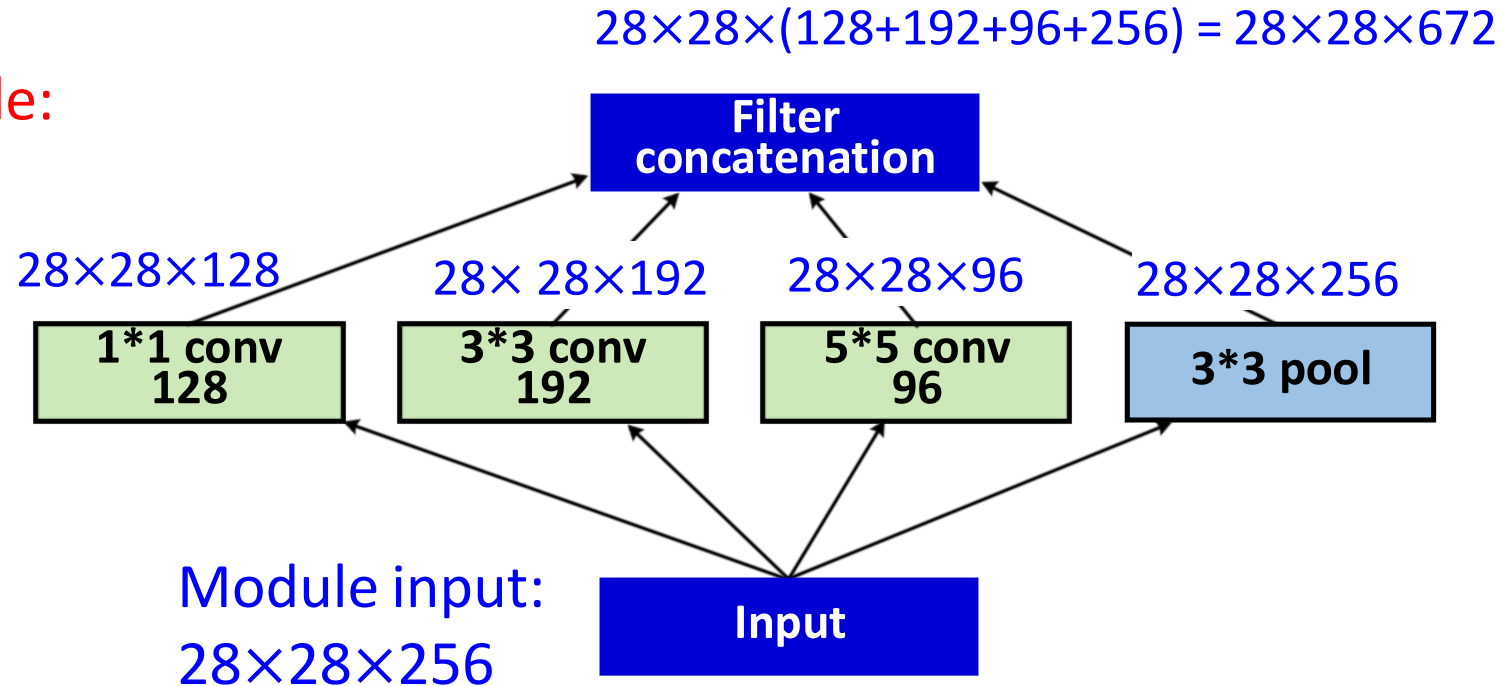 28×28×(128+192+96+256) = 28×28×672
le:
Filter
concatenation
28×28×128
28× 28×192
28×28×96
28×28×256
1*1 conv
128
3*3 conv
192
5*5 conv
96
3*3 pool
Module input:
28×28×256
Input